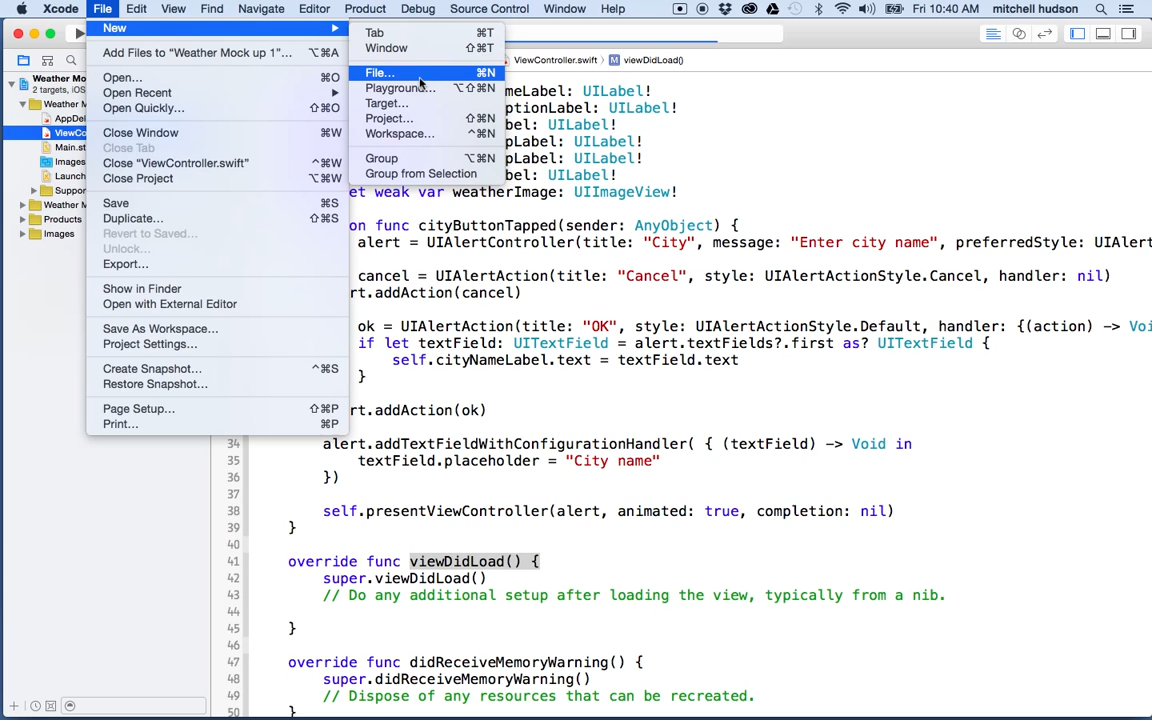 Xcode File Edit View Find Navigate Editor Product Debug Source Control Window Help Fri 10:40 AM mitchell hudson
New
Add Files to “Weather Mock up 1”... ⌥⌘A
Open... ⌘O
Open Recent
Open Quickly... ⇧⌘O
Close Window ⌘W
Close Tab
Close “ViewController.swift” ^⌘W
Close Project ⌥⌘W
Save ⌘S
Duplicate... ⇧⌘S
Revert to Saved...
Unlock...
Export...
Show in Finder
Open with External Editor
Save As Workspace...
Project Settings...
Create Snapshot... ^⌘S
Restore Snapshot...
Page Setup... ⇧⌘P
Print... ⌘P
Tab ⌘T
Window ⇧⌘T
File... ⌘N
Playground... ⌥⇧⌘N
Target...
Project... ⇧⌘N
Workspace... ^⌘N
Group ⌥⌘N
Group from Selection
Weather Mo
2 targets, iOS
Weather M
AppDel
ViewCo
Main.st
Images
Launch
Suppor
Weather M
Products
Images
ViewController.swift 〉 M viewDidLoad()
meLabel: UILabel!
ptionLabel: UILabel!
bel: UILabel!
pLabel: UILabel!
pLabel: UILabel!
bel: UILabel!
et weak var weatherImage: UIImageView!
on func cityButtonTapped(sender: AnyObject) {
alert = UIAlertController(title: "City", message: "Enter city name", preferredStyle: UIAlert
cancel = UIAlertAction(title: "Cancel", style: UIAlertActionStyle.Cancel, handler: nil)
rt.addAction(cancel)
ok = UIAlertAction(title: "OK", style: UIAlertActionStyle.Default, handler: {(action) -> Voi
if let textField: UITextField = alert.textFields?.first as? UITextField {
self.cityNameLabel.text = textField.text
}
rt.addAction(ok)
34 alert.addTextFieldWithConfigurationHandler( { (textField) -> Void in
35 textField.placeholder = "City name"
36 })
37
38 self.presentViewController(alert, animated: true, completion: nil)
39 }
40
41 override func viewDidLoad() {
42 super.viewDidLoad()
43 // Do any additional setup after loading the view, typically from a nib.
44
45 }
46
47 override func didReceiveMemoryWarning() {
48 super.didReceiveMemoryWarning()
49 // Dispose of any resources that can be recreated.
50 }